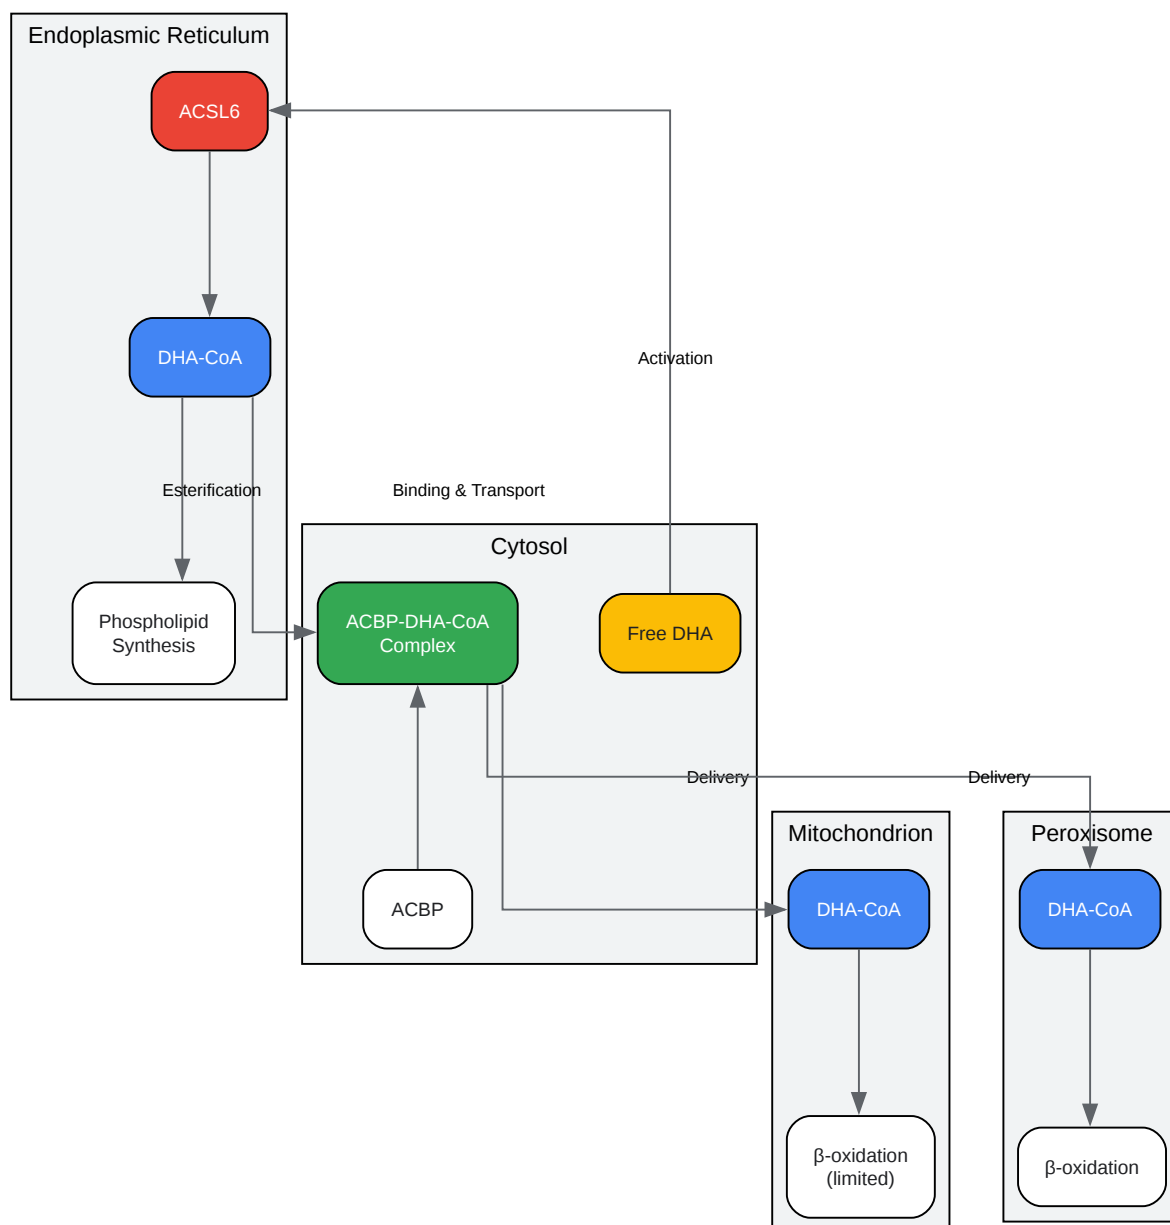 Endoplasmic Reticulum
ACSL6
DHA-CoA
Activation
Esterification
Binding & Transport
Cytosol
Phospholipid
Synthesis
ACBP-DHA-CoA
Complex
Free DHA
Delivery
Delivery
Mitochondrion
Peroxisome
ACBP
DHA-CoA
DHA-CoA
β-oxidation
(limited)
β-oxidation